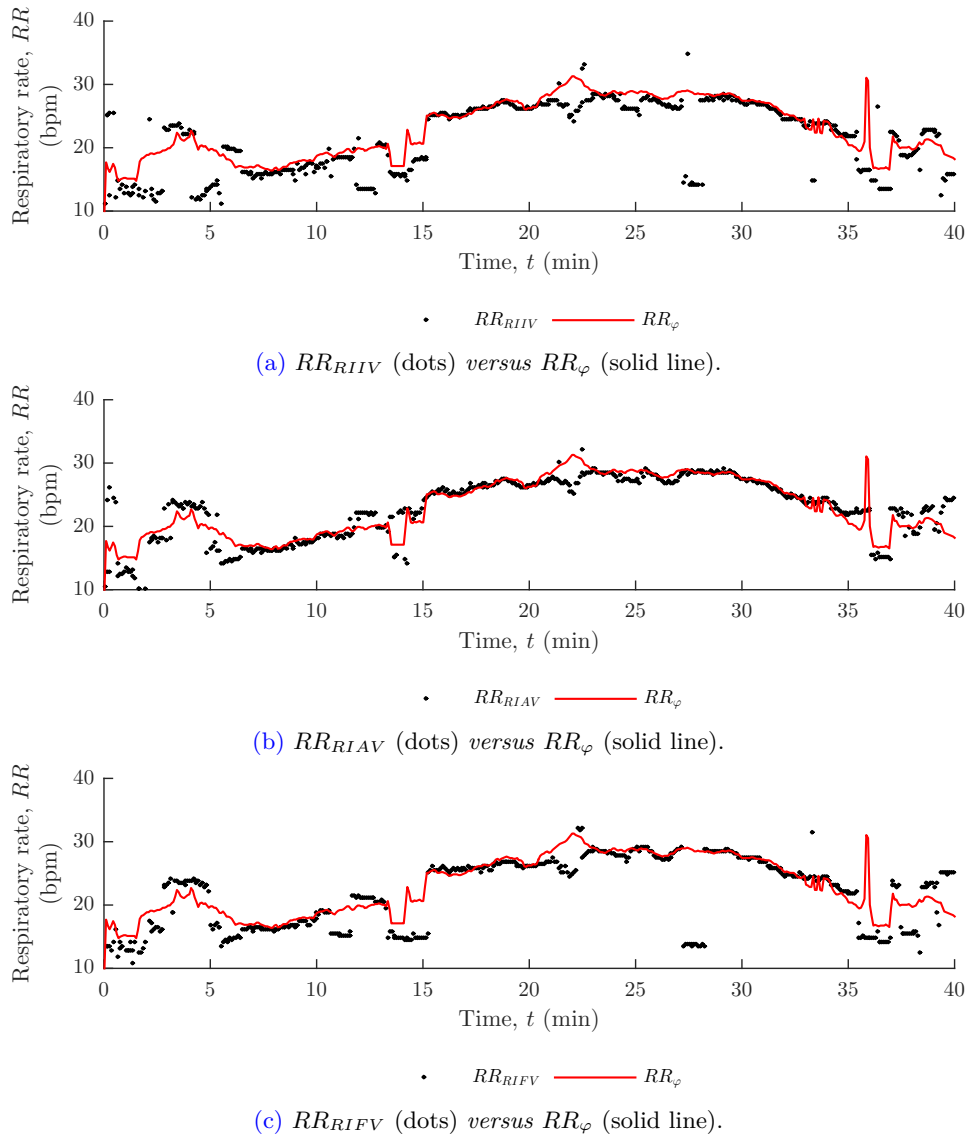 40
30
20
10
Respiratory rate, RR
(bpm)
0 5 10 15 20 25 30 35 40
Time, t (min)
RR_RIIV RR_φ
(a) RR_RIIV (dots) versus RR_φ (solid line).
40
30
20
10
Respiratory rate, RR
(bpm)
0 5 10 15 20 25 30 35 40
Time, t (min)
RR_RIAV RR_φ
(b) RR_RIAV (dots) versus RR_φ (solid line).
40
30
20
10
Respiratory rate, RR
(bpm)
0 5 10 15 20 25 30 35 40
Time, t (min)
RR_RIFV RR_φ
(c) RR_RIFV (dots) versus RR_φ (solid line).